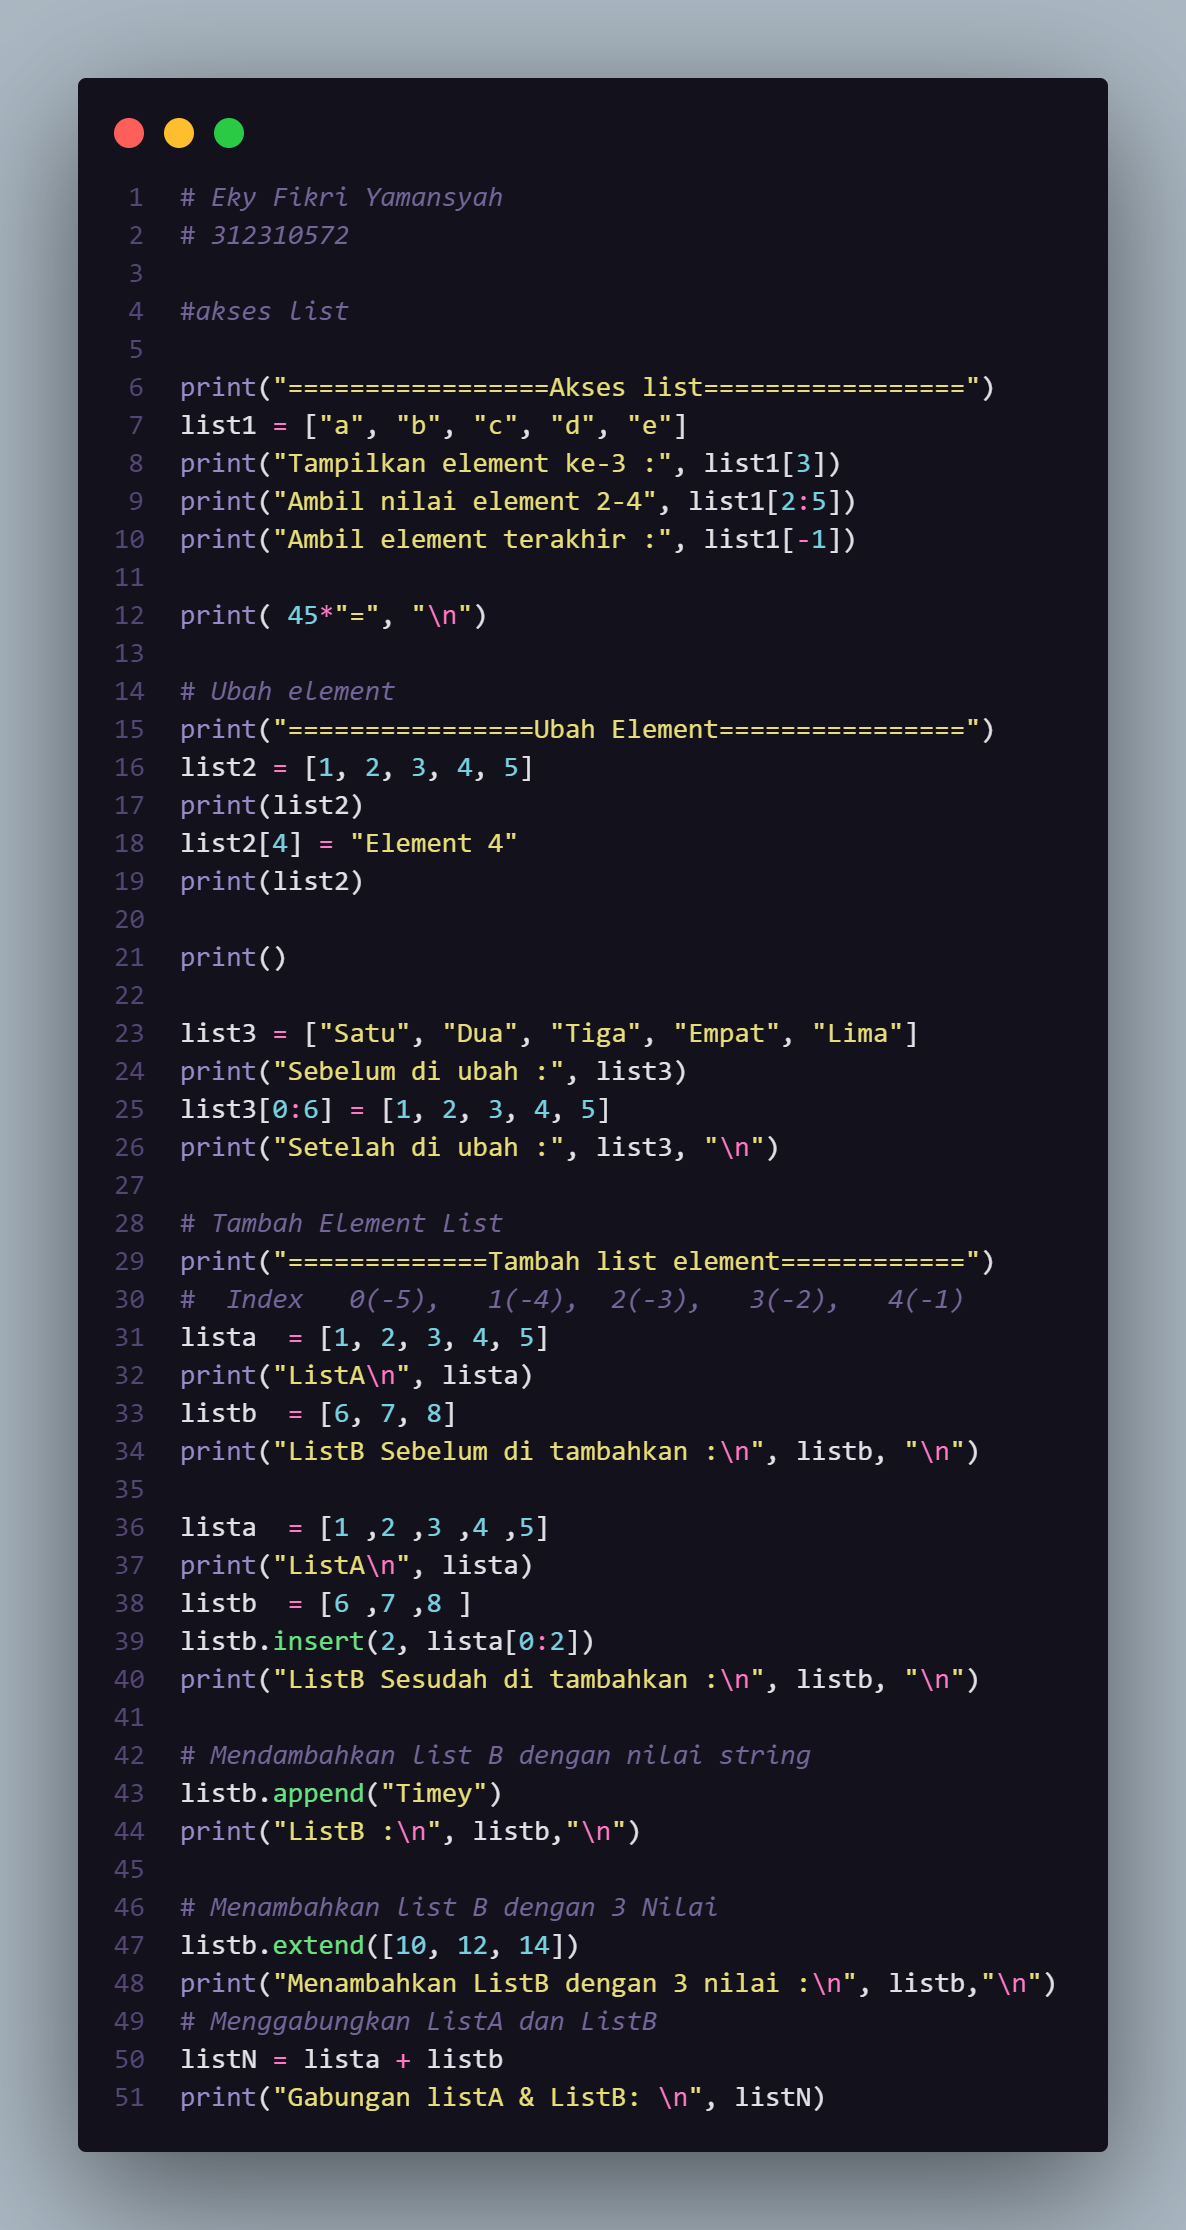 1 # Eky Fikri Yamansyah
2 # 312310572
3
4 #akses list
5
6 print("=================Akses list=================")
7 list1 = ["a", "b", "c", "d", "e"]
8 print("Tampilkan element ke-3 :", list1[3])
9 print("Ambil nilai element 2-4", list1[2:5])
10 print("Ambil element terakhir :", list1[-1])
11
12 print( 45*"=", "\n")
13
14 # Ubah element
15 print("================Ubah Element================")
16 list2 = [1, 2, 3, 4, 5]
17 print(list2)
18 list2[4] = "Element 4"
19 print(list2)
20
21 print()
22
23 list3 = ["Satu", "Dua", "Tiga", "Empat", "Lima"]
24 print("Sebelum di ubah :", list3)
25 list3[0:6] = [1, 2, 3, 4, 5]
26 print("Setelah di ubah :", list3, "\n")
27
28 # Tambah Element List
29 print("=============Tambah list element============")
30 #  Index   0(-5),   1(-4),  2(-3),   3(-2),   4(-1)
31 lista  = [1, 2, 3, 4, 5]
32 print("ListA\n", lista)
33 listb  = [6, 7, 8]
34 print("ListB Sebelum di tambahkan :\n", listb, "\n")
35
36 lista  = [1 ,2 ,3 ,4 ,5]
37 print("ListA\n", lista)
38 listb  = [6 ,7 ,8 ]
39 listb.insert(2, lista[0:2])
40 print("ListB Sesudah di tambahkan :\n", listb, "\n")
41
42 # Mendambahkan list B dengan nilai string
43 listb.append("Timey")
44 print("ListB :\n", listb,"\n")
45
46 # Menambahkan list B dengan 3 Nilai
47 listb.extend([10, 12, 14])
48 print("Menambahkan ListB dengan 3 nilai :\n", listb,"\n")
49 # Menggabungkan ListA dan ListB
50 listN = lista + listb
51 print("Gabungan listA & ListB: \n", listN)